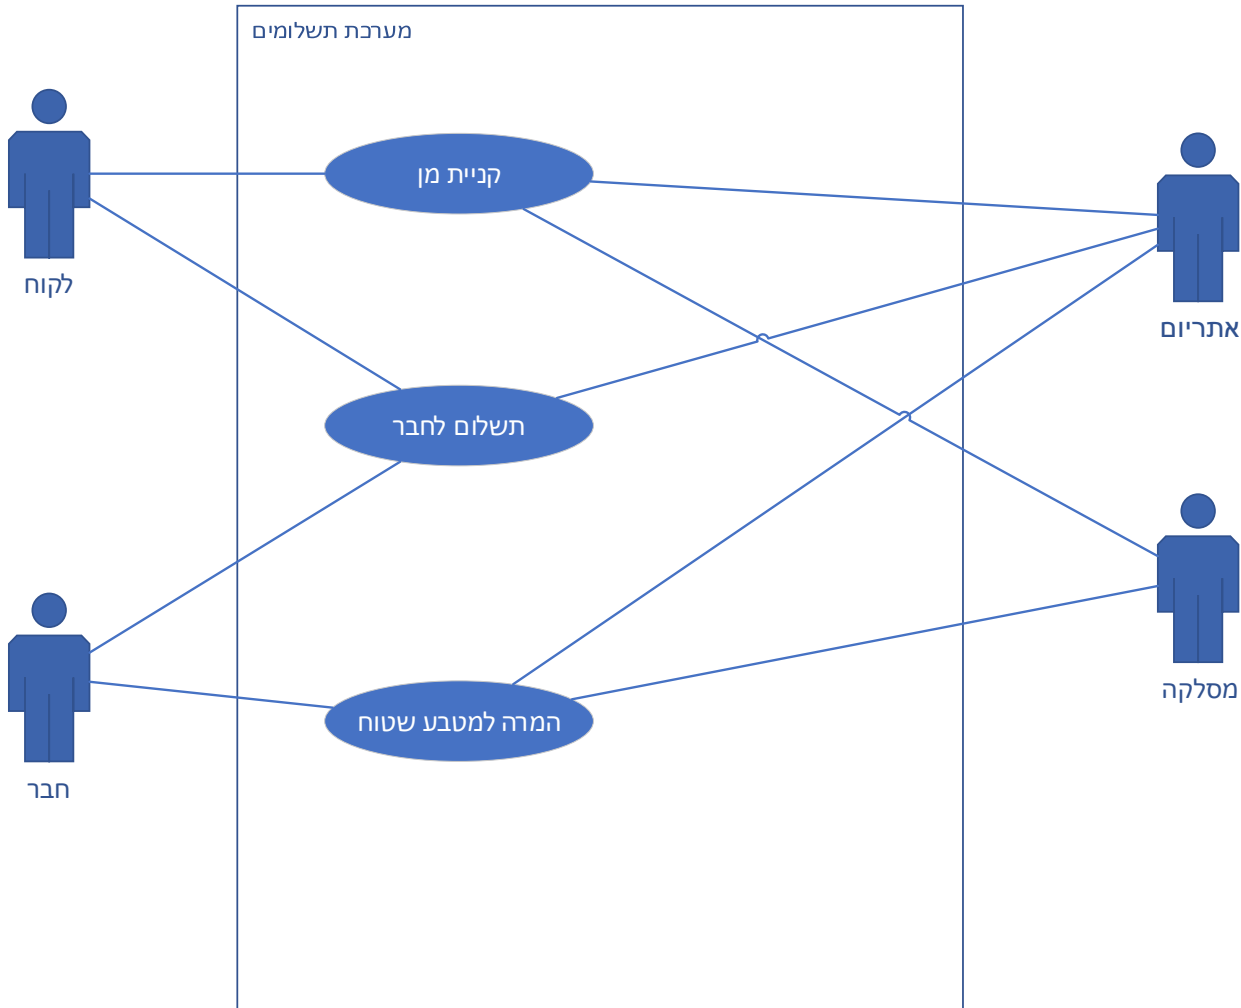 מערכת תשלומים
קניית מן
לקוח
אתריום
תשלום לחבר
מסלקה
המרה למטבע שטוח
חבר